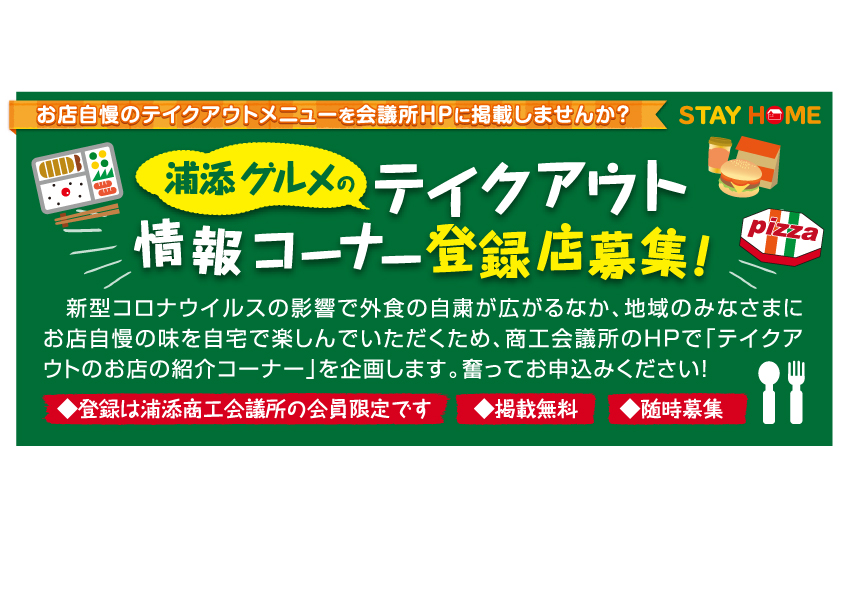 お店自慢のテイクアウトメニューを会議所HPに掲載しませんか?
STAY HOME
浦添グルメの
テイクアウト
情報コーナー登録店募集!
pizza
新型コロナウイルスの影響で外食の自粛が広がるなか、地域のみなさまに
お店自慢の味を自宅で楽しんでいただくため、商工会議所のHPで「テイクア
ウトのお店の紹介コーナー」を企画します。奮ってお申込みください!
◆登録は浦添商工会議所の会員限定です
◆掲載無料
◆随時募集